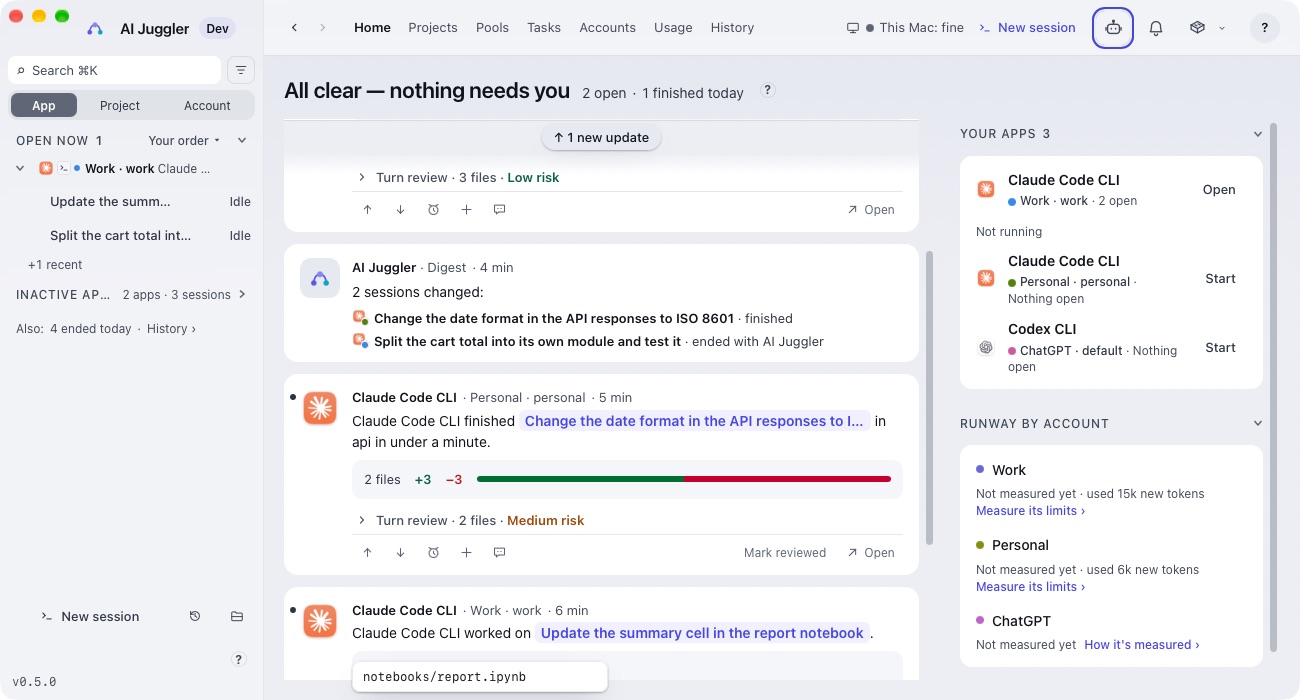 AI Juggler Dev
Search ⌘K
App Project Account
OPEN NOW 1 Your order
Work · work Claude ...
Update the summ... Idle
Split the cart total int... Idle
+1 recent
INACTIVE AP... 2 apps · 3 sessions
Also: 4 ended today · History ›
New session
?
v0.5.0
Home Projects Pools Tasks Accounts Usage History
This Mac: fine New session ?
All clear — nothing needs you 2 open · 1 finished today ?
↑ 1 new update
Turn review · 3 files · Low risk
Open
AI Juggler · Digest · 4 min
2 sessions changed:
Change the date format in the API responses to ISO 8601 · finished
Split the cart total into its own module and test it · ended with AI Juggler
Claude Code CLI · Personal · personal · 5 min
Claude Code CLI finished Change the date format in the API responses to I... in
api in under a minute.
2 files +3 −3
Turn review · 2 files · Medium risk
Mark reviewed Open
Claude Code CLI · Work · work · 6 min
Claude Code CLI worked on Update the summary cell in the report notebook .
notebooks/report.ipynb
YOUR APPS 3
Claude Code CLI
Work · work · 2 open
Open
Not running
Claude Code CLI
Personal · personal ·
Nothing open
Start
Codex CLI
ChatGPT · default · Nothing
open
Start
RUNWAY BY ACCOUNT
Work
Not measured yet · used 15k new tokens
Measure its limits ›
Personal
Not measured yet · used 6k new tokens
Measure its limits ›
ChatGPT
Not measured yet How it's measured ›